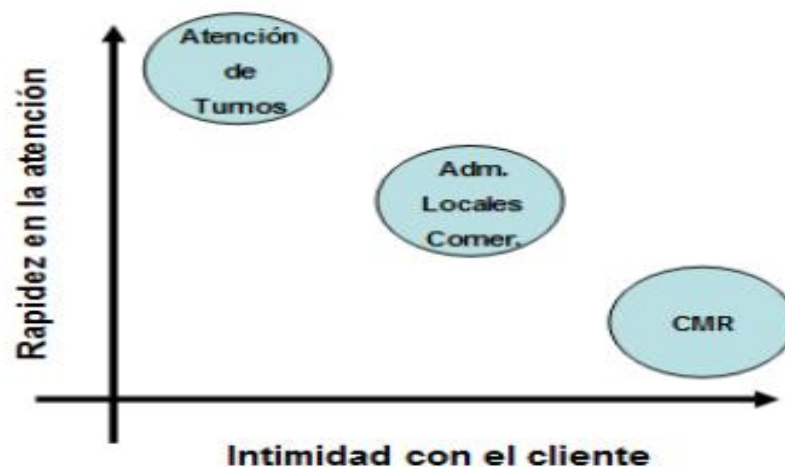 Rapidez en la atención
Atención
de
Turnos
Adm.
Locales
Comer.
CMR
Intimidad con el cliente